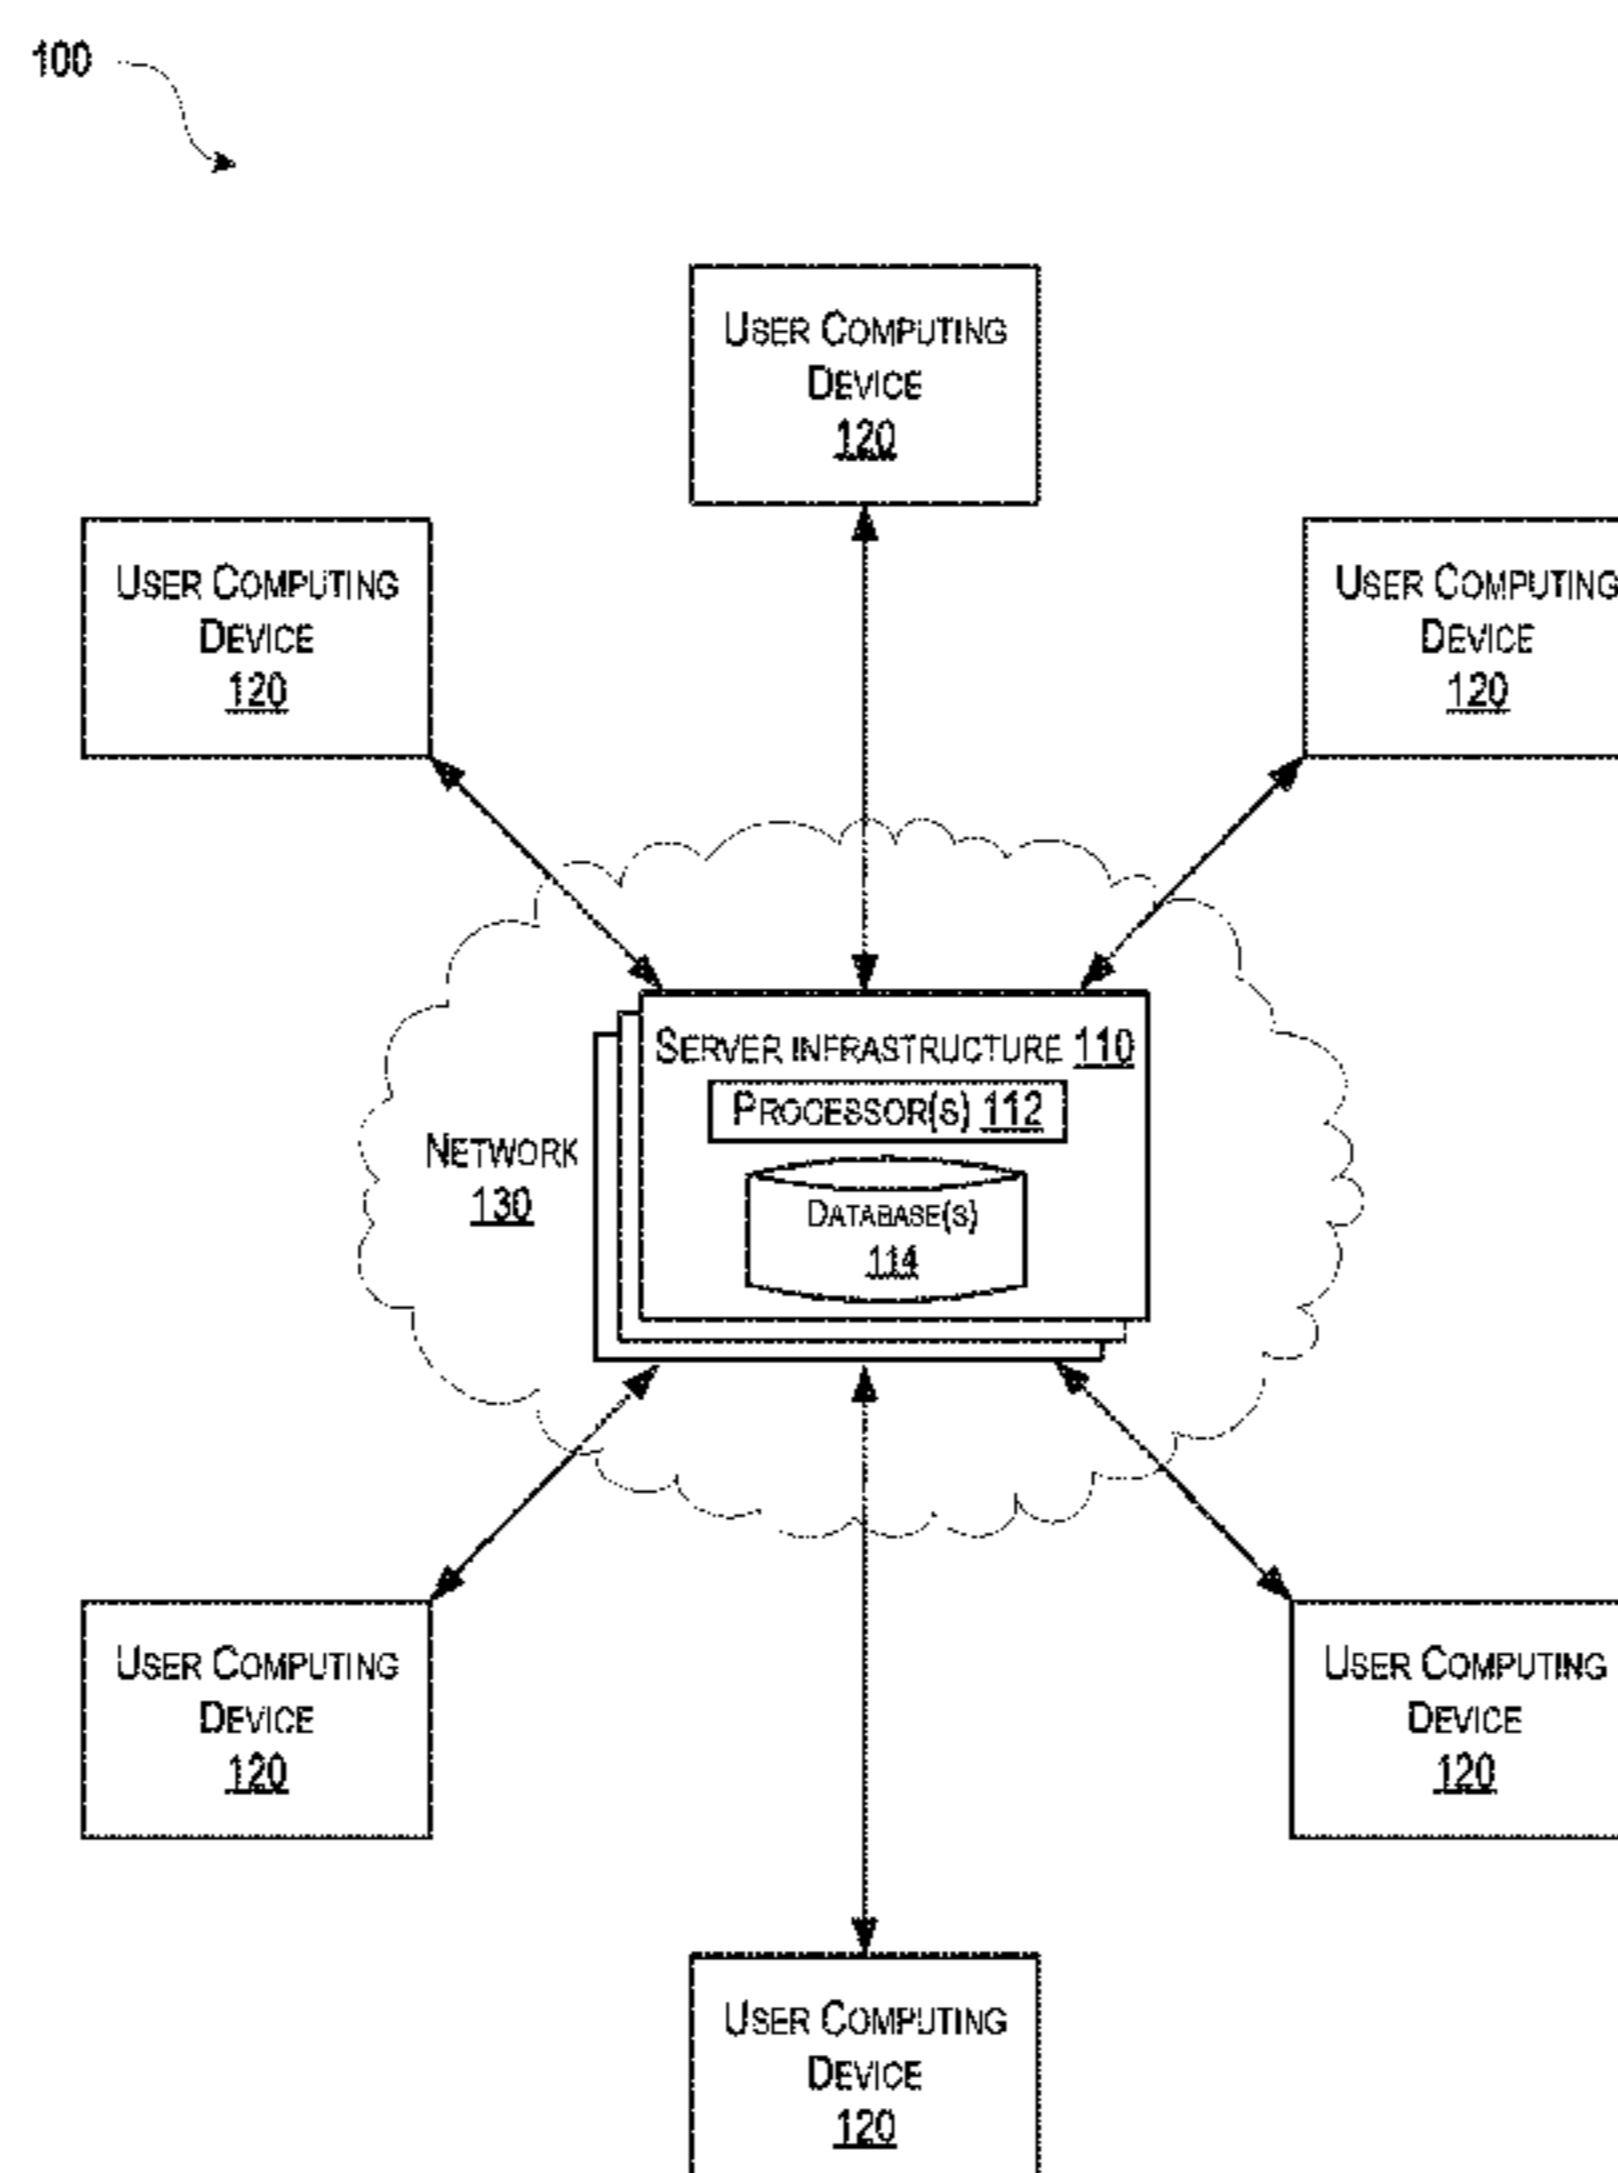 100
USER COMPUTING
DEVICE
120
USER COMPUTING
DEVICE
120
USER COMPUTING
DEVICE
120
SERVER INFRASTRUCTURE 110
PROCESSOR(S) 112
NETWORK
130
DATABASE(S)
114
USER COMPUTING
DEVICE
120
USER COMPUTING
DEVICE
120
USER COMPUTING
DEVICE
120